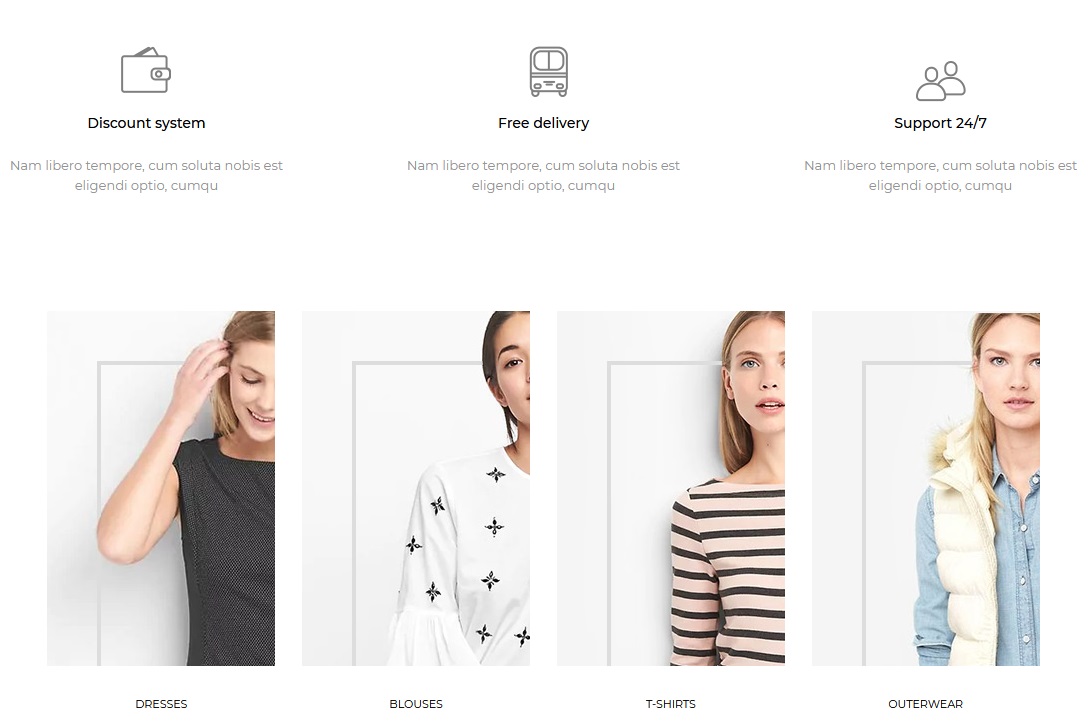 Discount system
Free delivery
Support 24/7
Nam libero tempore, cum soluta nobis est
eligendi optio, cumqu
Nam libero tempore, cum soluta nobis est
eligendi optio, cumqu
Nam libero tempore, cum soluta nobis est
eligendi optio, cumqu
DRESSES
BLOUSES
T-SHIRTS
OUTERWEAR